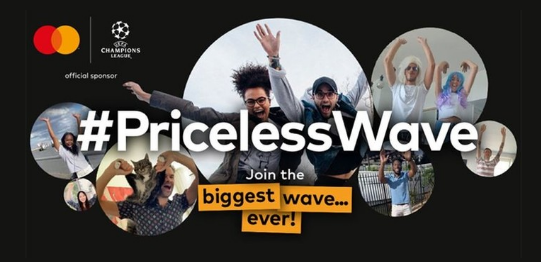 CHAMPIONS
LEAGUE
official sponsor
#PricelessWave
Join the
biggest wave...
ever!